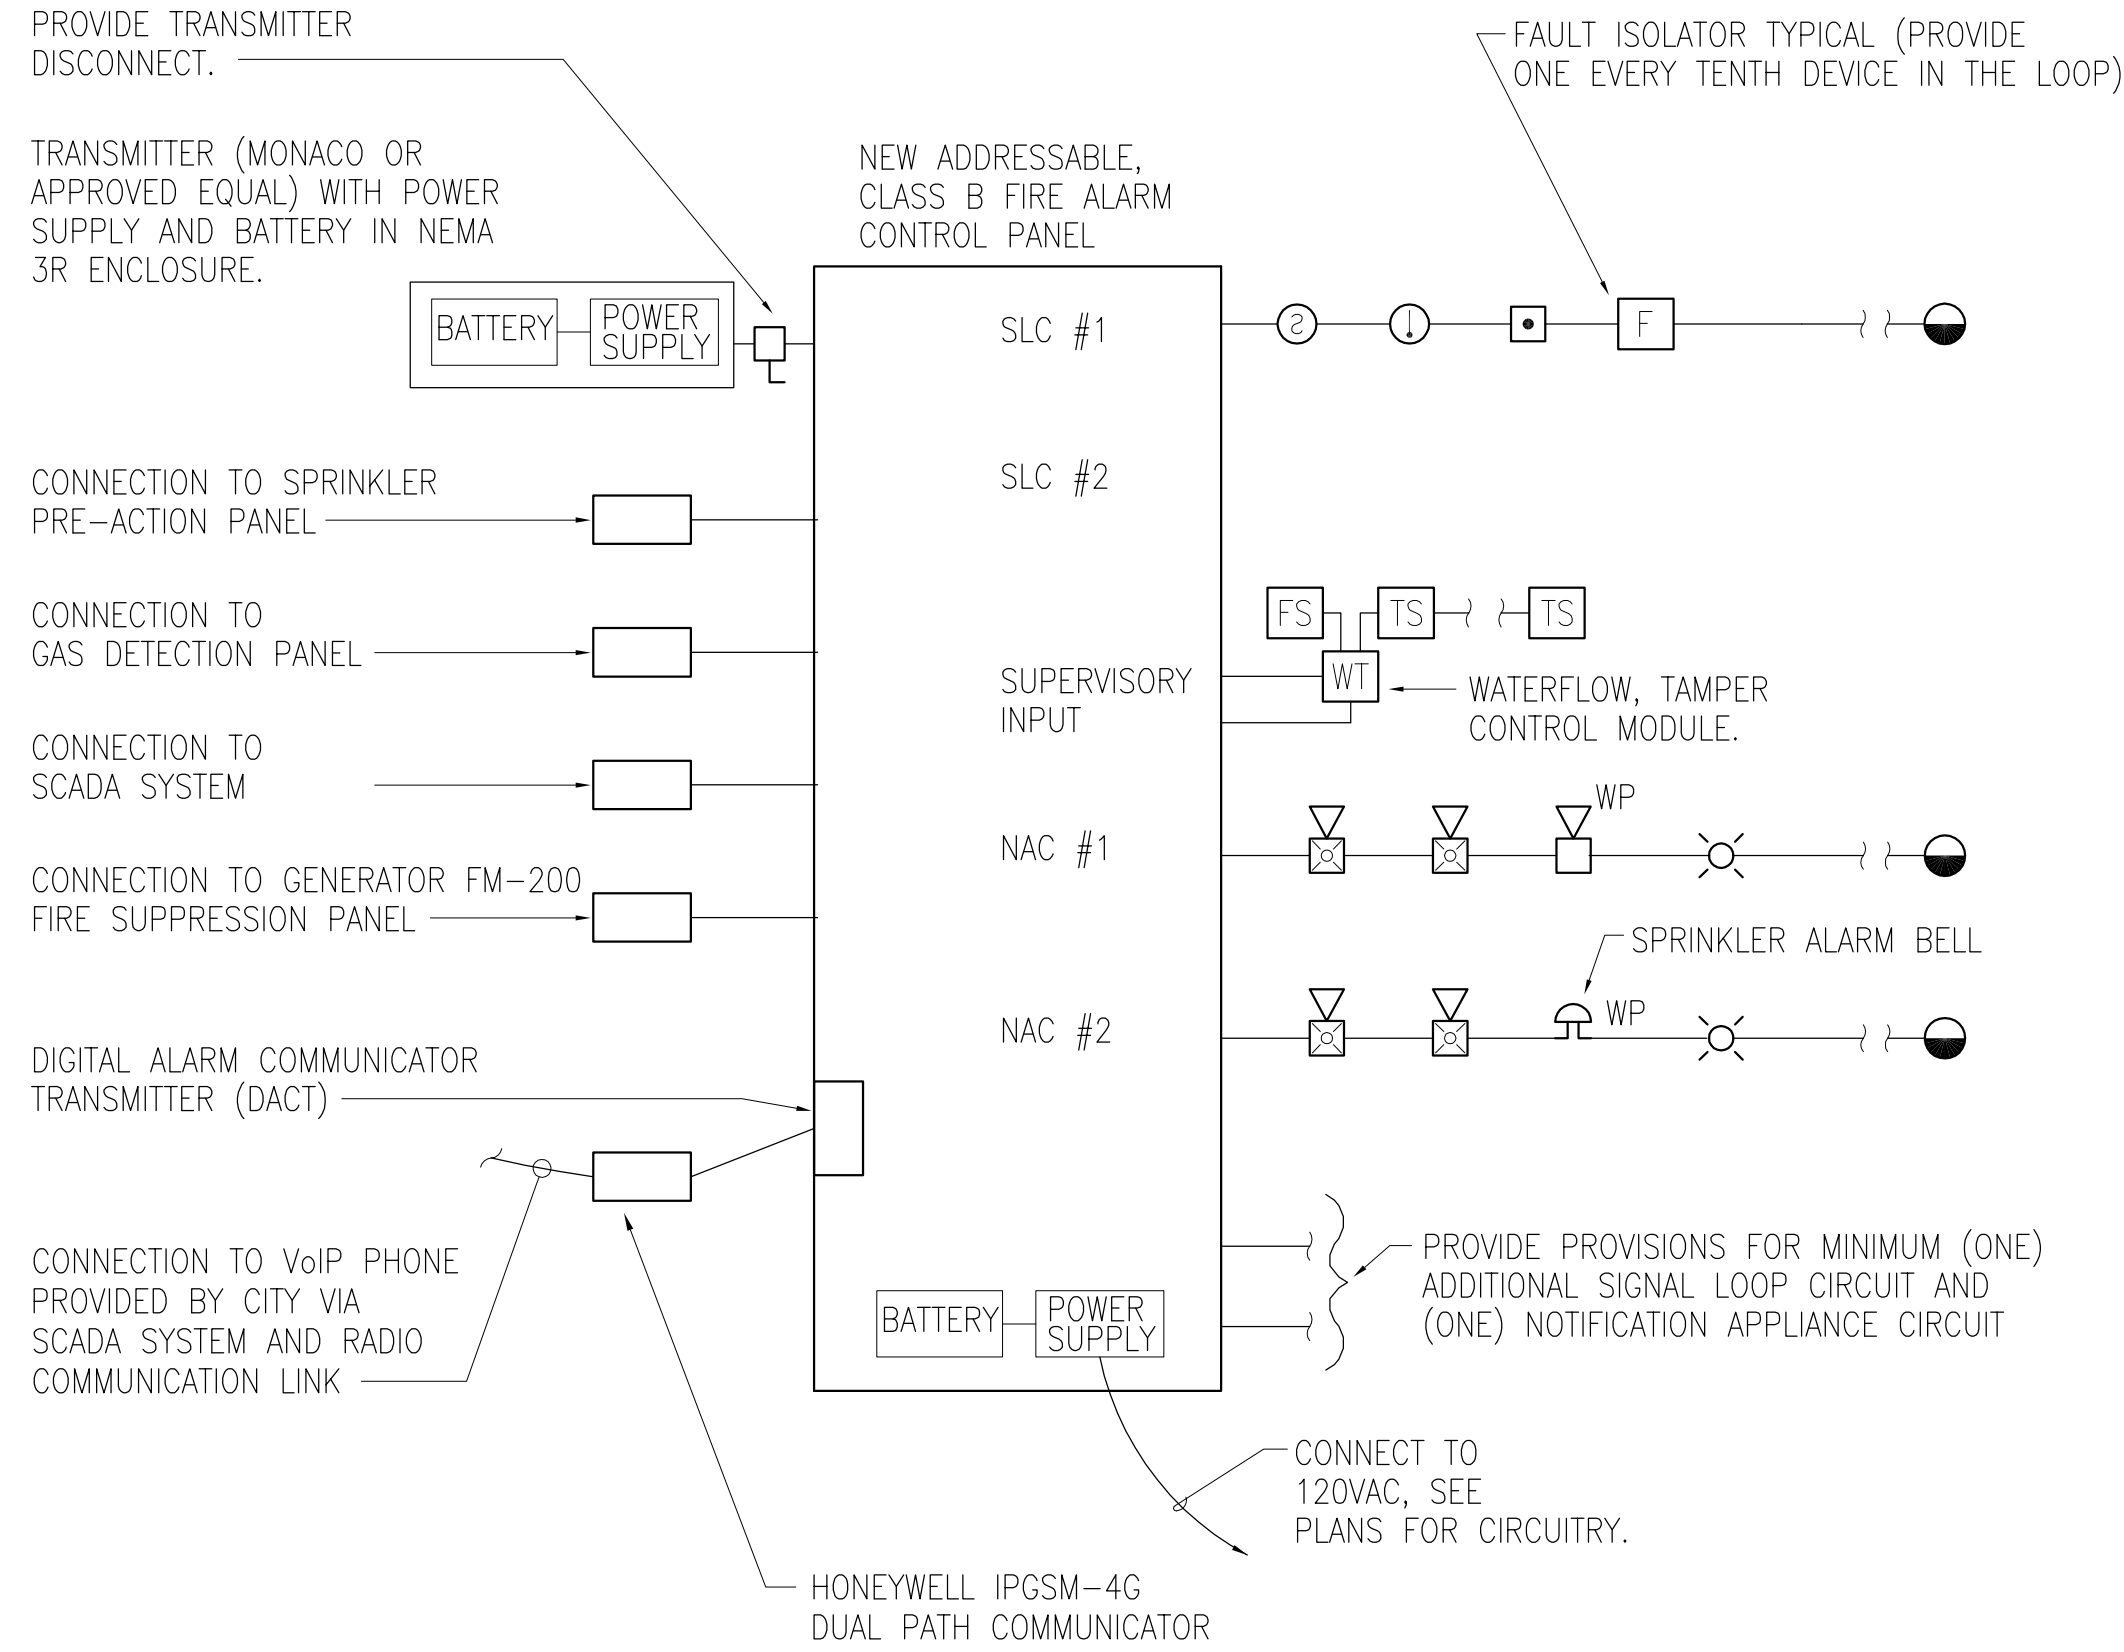 PROVIDE TRANSMITTER
DISCONNECT.
FAULT ISOLATOR TYPICAL (PROVIDE
ONE EVERY TENTH DEVICE IN THE LOOP)
TRANSMITTER (MONACO OR
APPROVED EQUAL) WITH POWER
SUPPLY AND BATTERY IN NEMA
3R ENCLOSURE.
NEW ADDRESSABLE,
CLASS B FIRE ALARM
CONTROL PANEL
BATTERY
POWER
SUPPLY
SLC #1
S
F
CONNECTION TO SPRINKLER
PRE-ACTION PANEL
SLC #2
CONNECTION TO
GAS DETECTION PANEL
FS
TS
TS
SUPERVISORY
INPUT
WT
WATERFLOW, TAMPER
CONTROL MODULE.
CONNECTION TO
SCADA SYSTEM
NAC #1
WP
CONNECTION TO GENERATOR FM-200
FIRE SUPPRESSION PANEL
SPRINKLER ALARM BELL
NAC #2
WP
DIGITAL ALARM COMMUNICATOR
TRANSMITTER (DACT)
CONNECTION TO VoIP PHONE
PROVIDED BY CITY VIA
SCADA SYSTEM AND RADIO
COMMUNICATION LINK
BATTERY
POWER
SUPPLY
PROVIDE PROVISIONS FOR MINIMUM (ONE)
ADDITIONAL SIGNAL LOOP CIRCUIT AND
(ONE) NOTIFICATION APPLIANCE CIRCUIT
CONNECT TO
120VAC, SEE
PLANS FOR CIRCUITRY.
HONEYWELL IPGSM-4G
DUAL PATH COMMUNICATOR